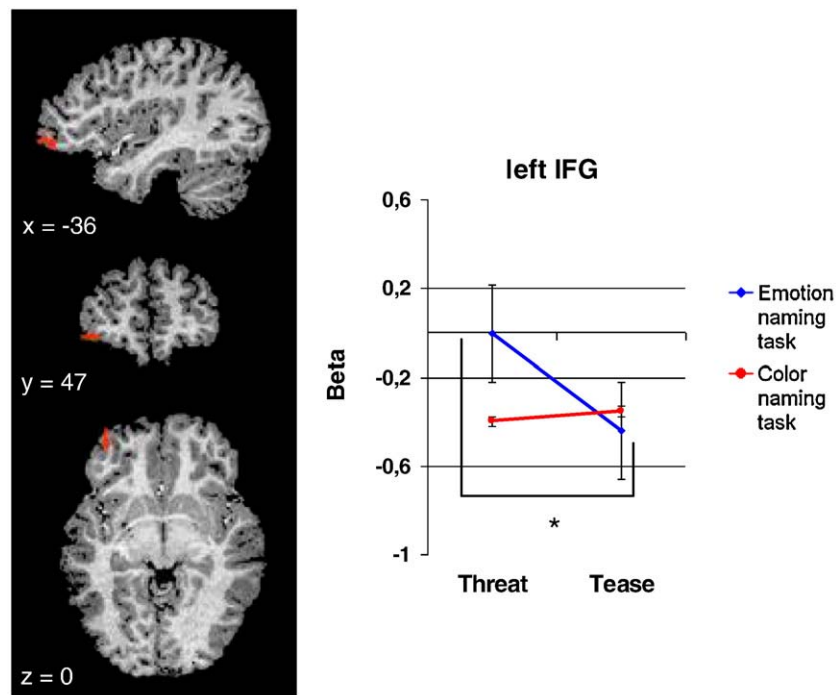 x = -36
y = 47
z = 0
left IFG
0,6
0,2
-0,2
-0,6
-1
Beta
Threat Tease
*
Emotion
naming
task
Color
naming
task